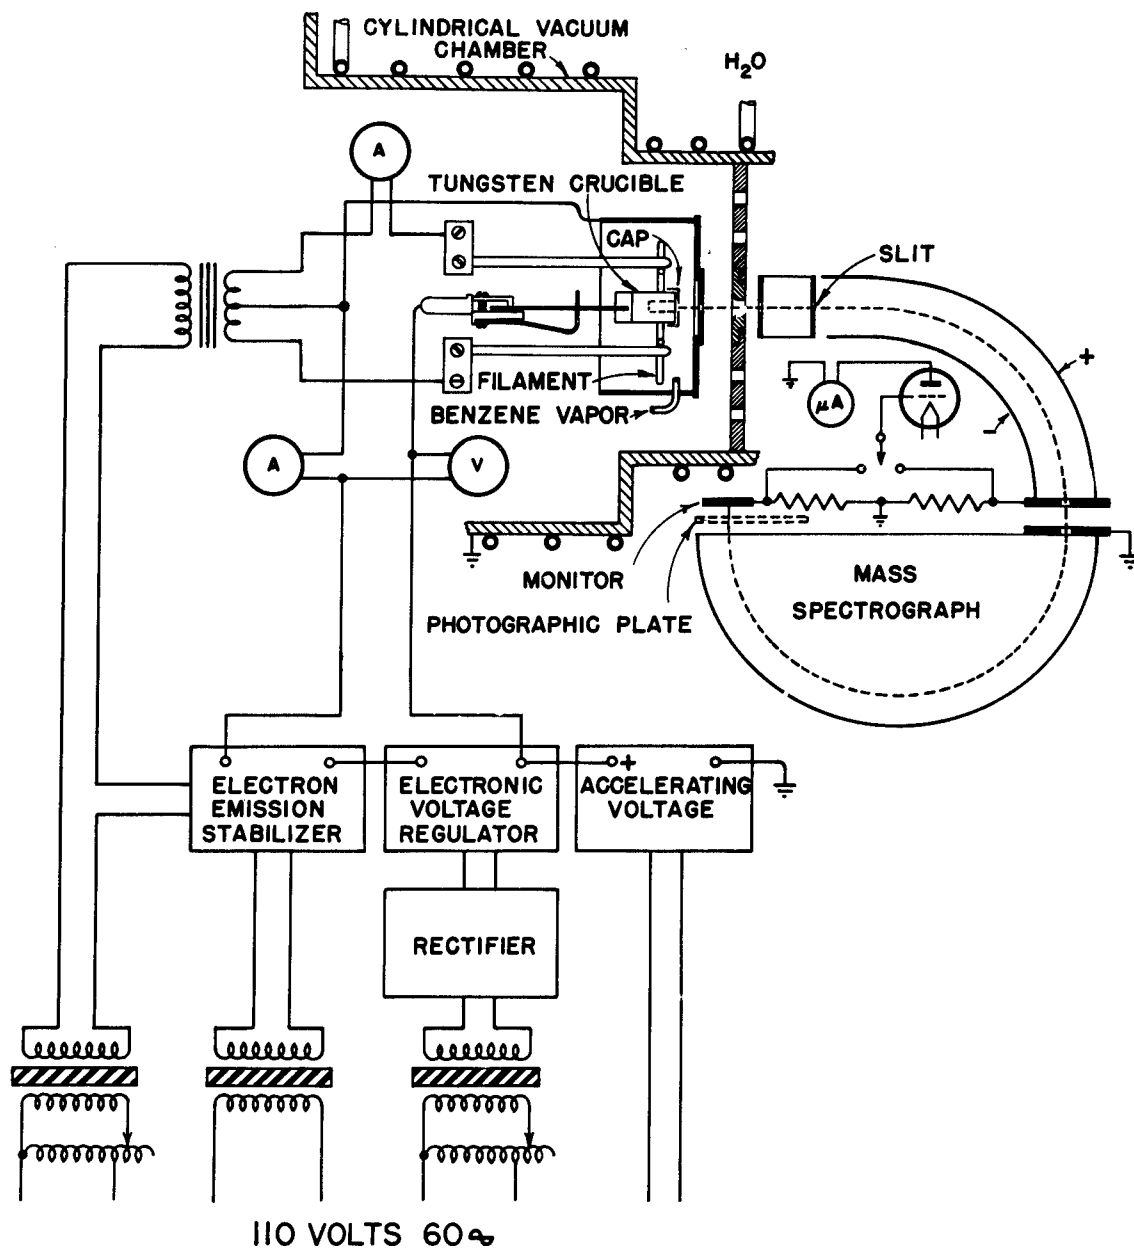 CYLINDRICAL VACUUM
CHAMBER
H2O
A
TUNGSTEN CRUCIBLE
CAP
SLIT
+
FILAMENT
μA
BENZENE VAPOR
–
A
V
MONITOR
MASS
SPECTROGRAPH
PHOTOGRAPHIC PLATE
ELECTRON
EMISSION
STABILIZER
ELECTRONIC
VOLTAGE
REGULATOR
+
ACCELERATING
VOLTAGE
RECTIFIER
110 VOLTS 60∿